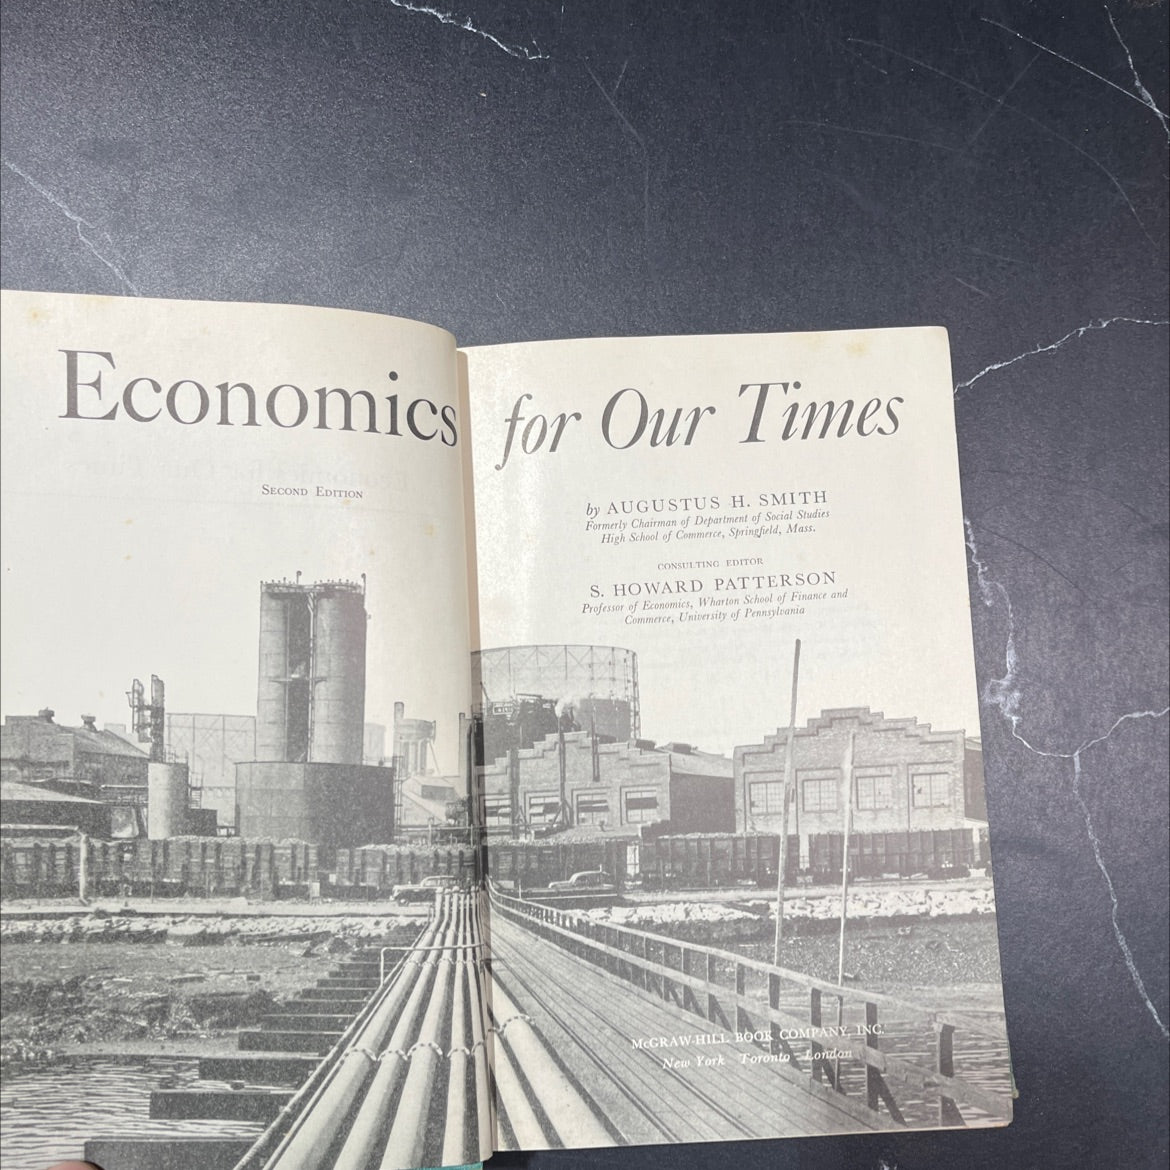 Economics for Our Times
SECOND EDITION
by AUGUSTUS H. SMITH
Formerly Chairman of Department of Social Studies
High School of Commerce, Springfield, Mass.
CONSULTING EDITOR
S. HOWARD PATTERSON
Professor of Economics, Wharton School of Finance and
Commerce, University of Pennsylvania
McGRAW-HILL BOOK COMPANY, INC.
New York Toronto London